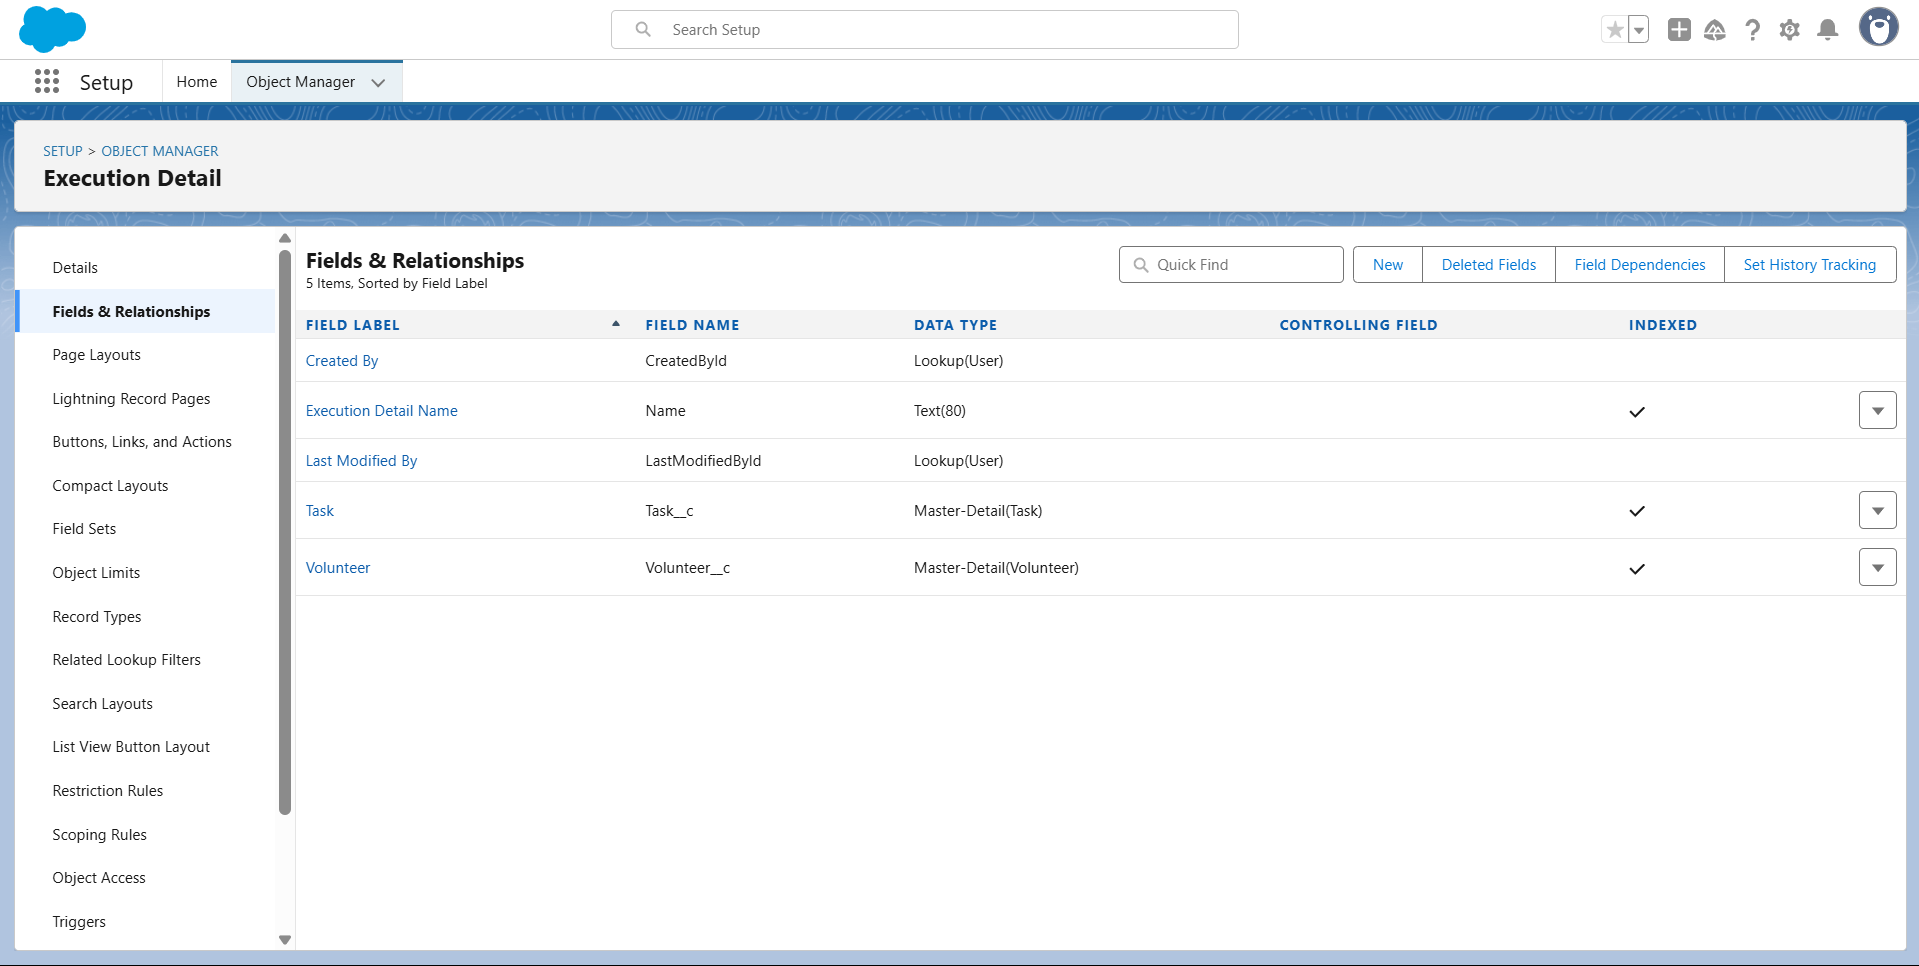 Search Setup
Setup
Home
Object Manager
SETUP > OBJECT MANAGER
Execution Detail
Details
Fields & Relationships
Page Layouts
Lightning Record Pages
Buttons, Links, and Actions
Compact Layouts
Field Sets
Object Limits
Record Types
Related Lookup Filters
Search Layouts
List View Button Layout
Restriction Rules
Scoping Rules
Object Access
Triggers
Fields & Relationships
5 Items, Sorted by Field Label
Quick Find
New
Deleted Fields
Field Dependencies
Set History Tracking
FIELD LABEL FIELD NAME DATA TYPE CONTROLLING FIELD INDEXED
Created By CreatedById Lookup(User)
Execution Detail Name Name Text(80)
Last Modified By LastModifiedById Lookup(User)
Task Task__c Master-Detail(Task)
Volunteer Volunteer__c Master-Detail(Volunteer)